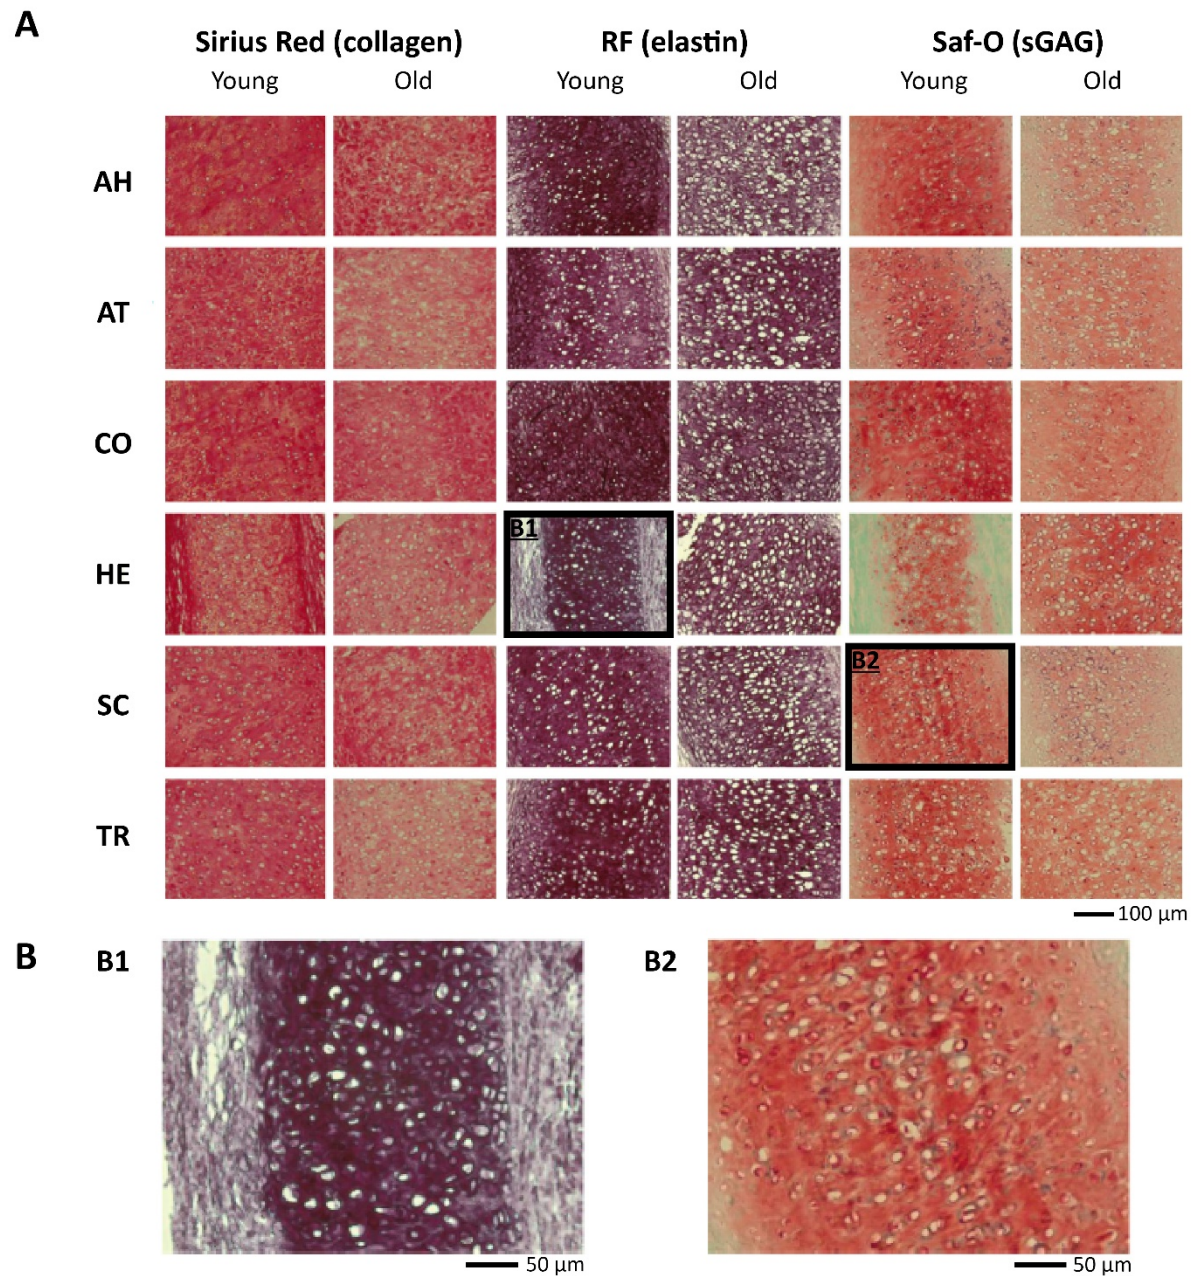 A
Sirius Red (collagen) RF (elastin) Saf-O (sGAG)
Young Old Young Old Young Old
AH
AT
CO
HE B1
SC B2
TR
100 µm
B B1 B2
50 µm 50 µm